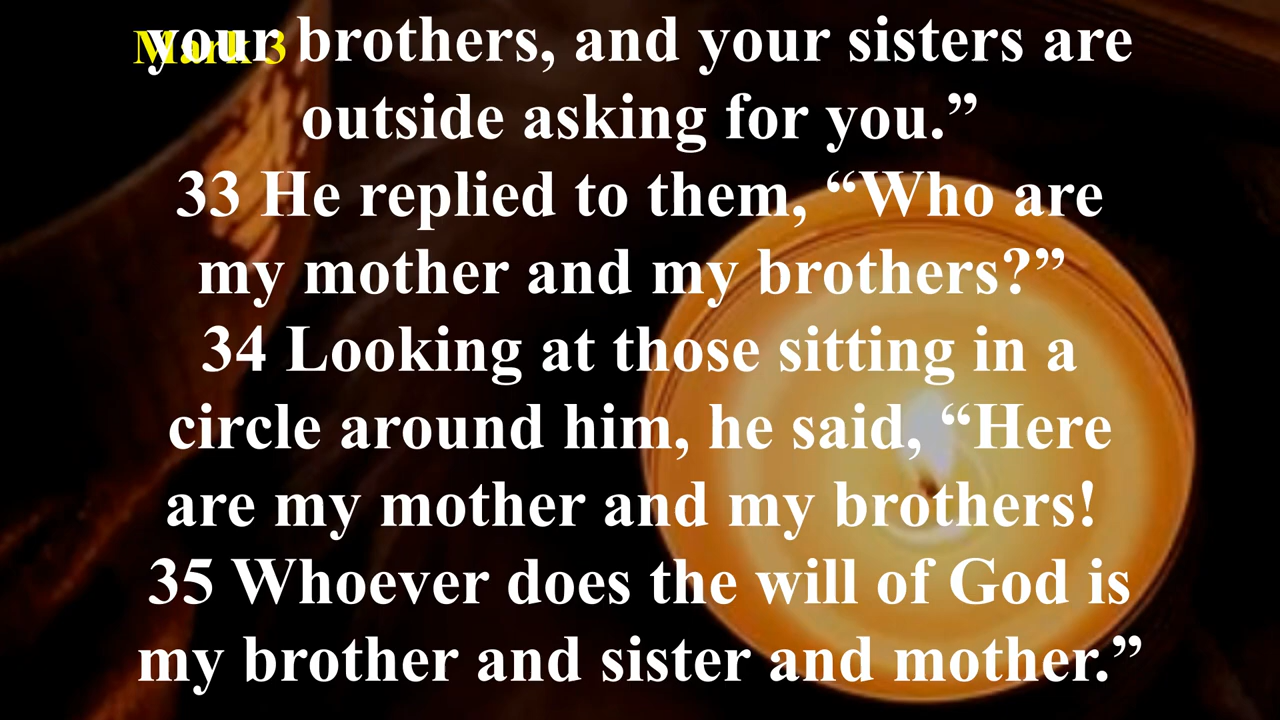 Mark 3
your brothers, and your sisters are
outside asking for you.”
33 He replied to them, “Who are
my mother and my brothers?”
34 Looking at those sitting in a
circle around him, he said, “Here
are my mother and my brothers!
35 Whoever does the will of God is
my brother and sister and mother.”